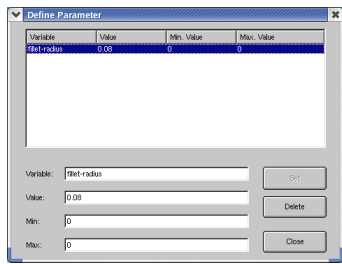 Define Parameter
Variable Value Min. Value Max. Value
fillet-radius 0.08 0 0
Variable: fillet-radius
Set
Value: 0.08
Delete
Min: 0
Max: 0
Close